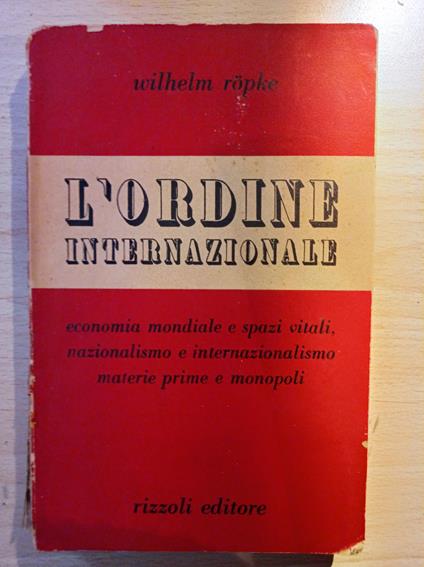 wilhelm röpke
L'ORDINE
INTERNAZIONALE
economia mondiale e spazi vitali,
nazionalismo e internazionalismo
materie prime e monopoli
rizzoli editore